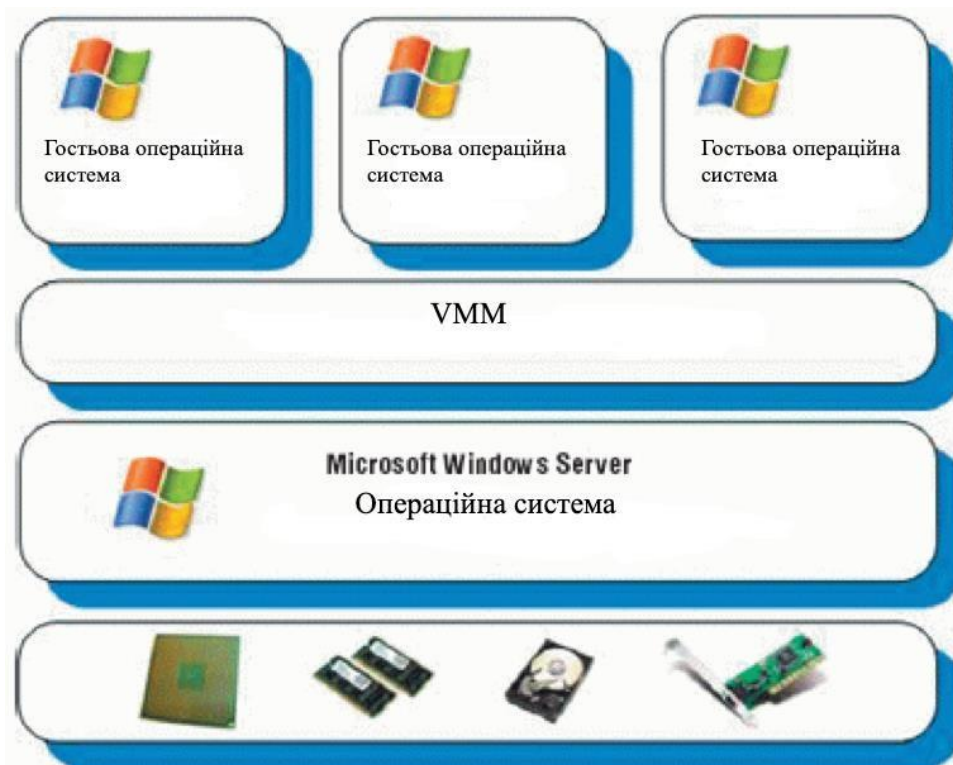 Гостьова операційна
система
Гостьова операційна
система
Гостьова операційна
система
VMM
Microsoft Windows Server
Операційна система